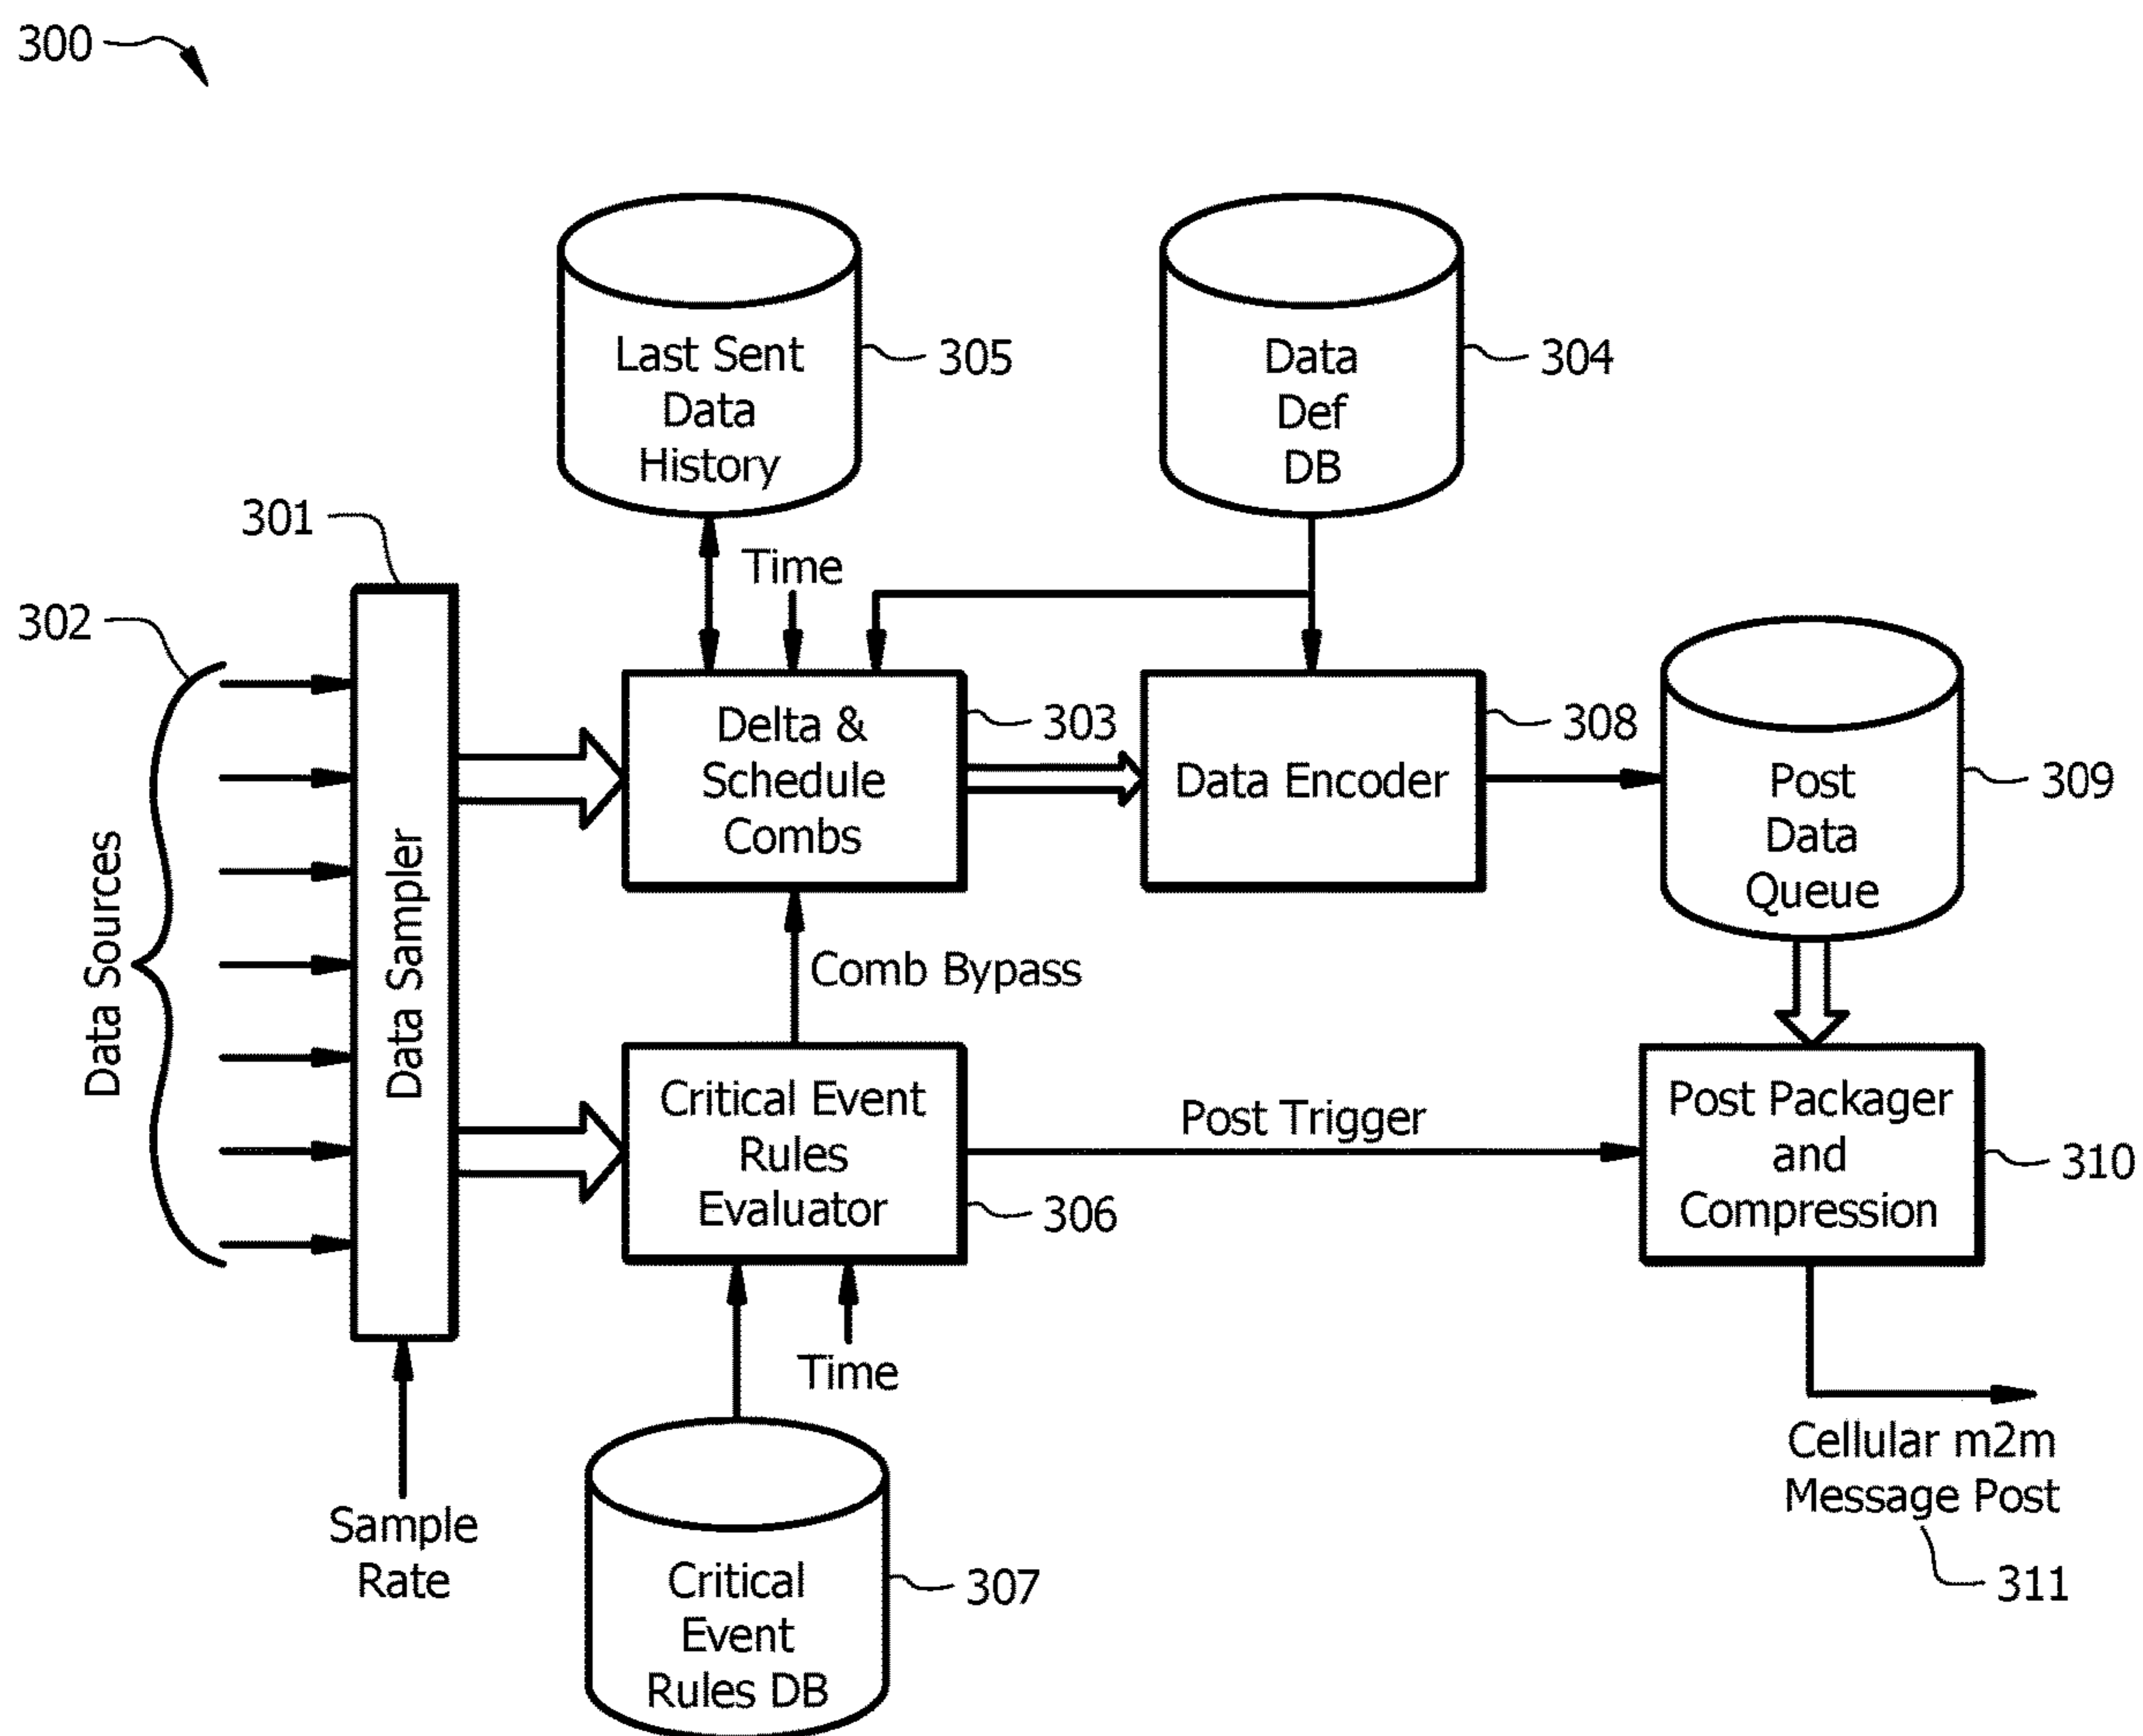 300
Last Sent
Data
History
305
Data
Def
DB
304
301
Time
302
Data Sources
Data Sampler
Delta &
Schedule
Combs
303
Data Encoder
308
Post
Data
Queue
309
Comb Bypass
Critical Event
Rules
Evaluator
306
Post Trigger
Post Packager
and
Compression
310
Time
Sample
Rate
Critical
Event
Rules DB
307
Cellular m2m
Message Post
311